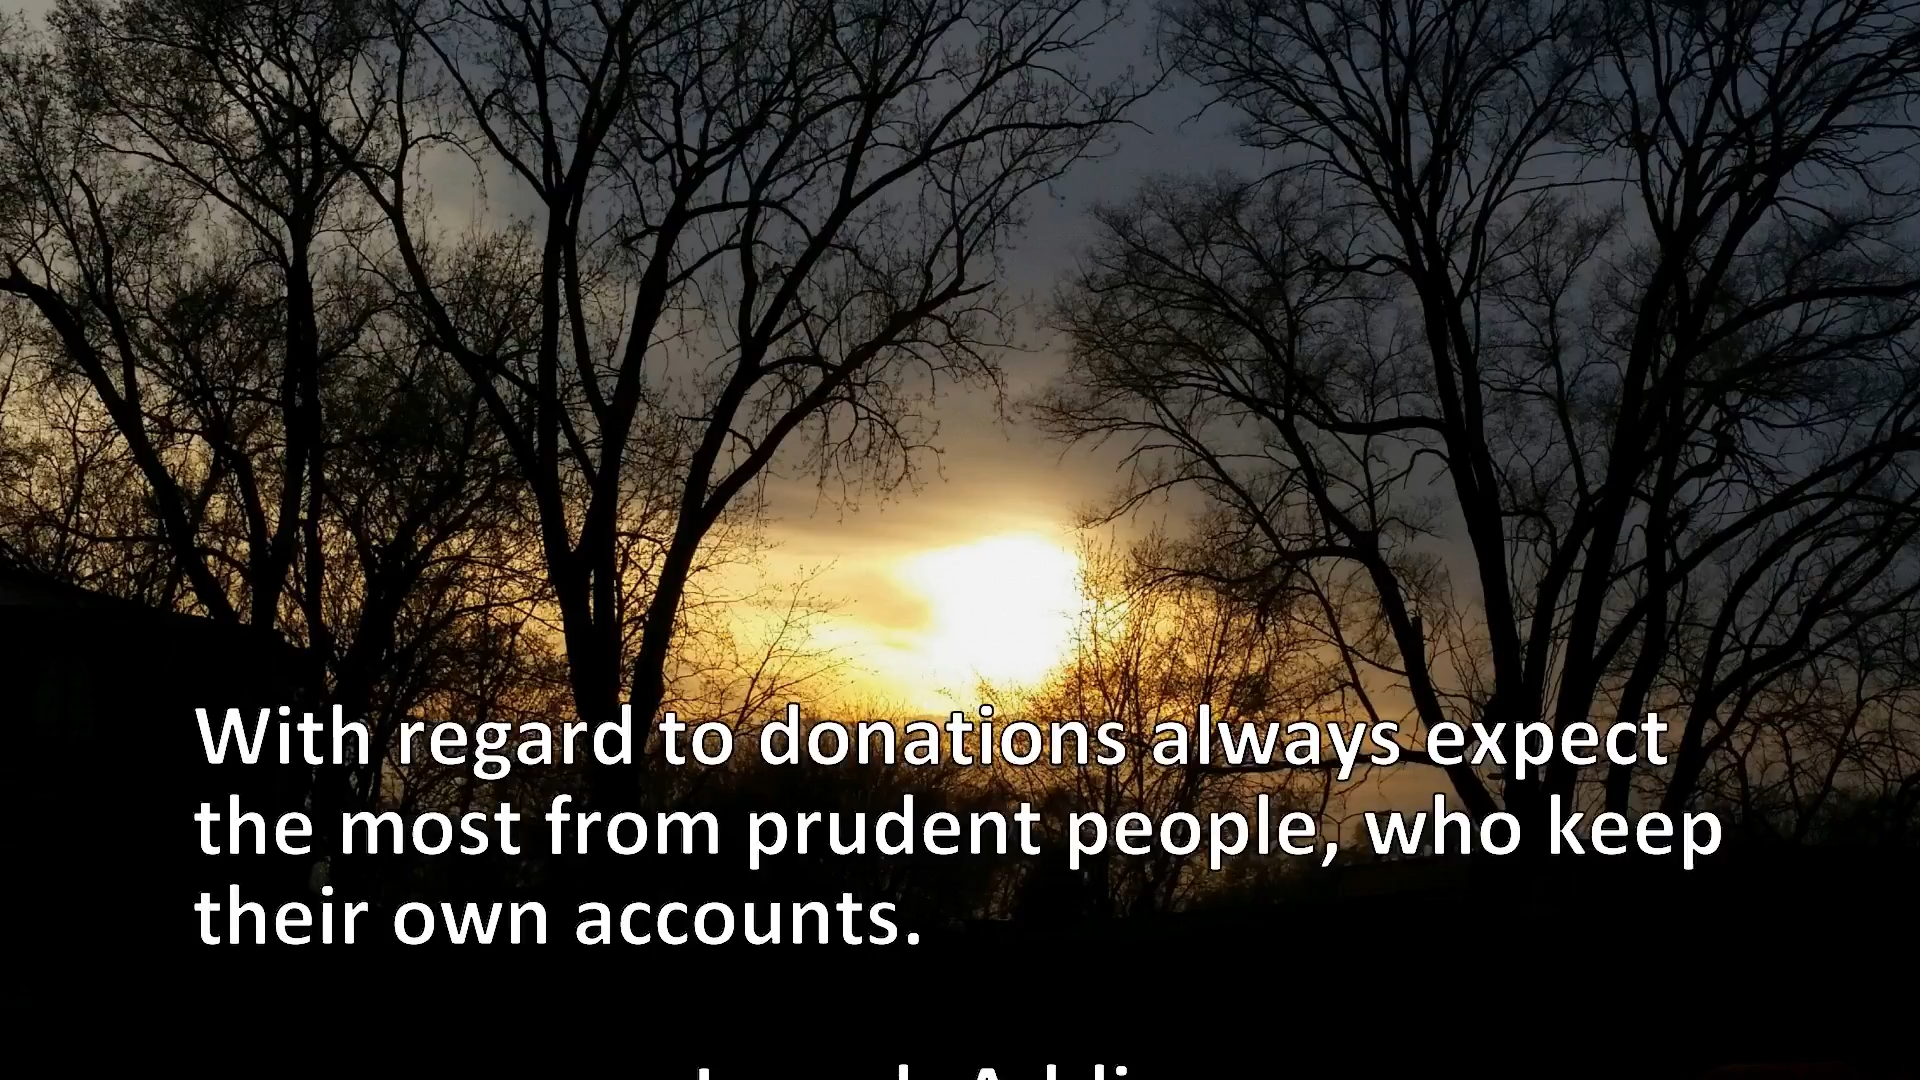 With regard to donations always expect
the most from prudent people, who keep
their own accounts.